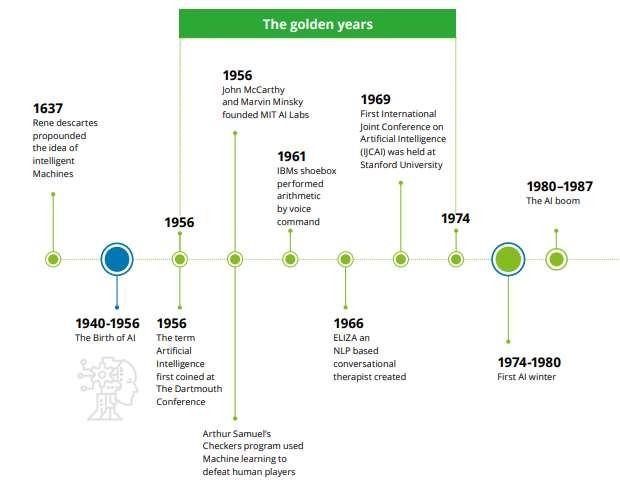 The golden years
1637
Rene descartes
propounded
the idea of
intelligent
Machines
1956
1956
John McCarthy
and Marvin Minsky
founded MIT AI Labs
1961
IBMs shoebox
performed
arithmetic
by voice
command
1969
First International
Joint Conference on
Artificial Intelligence
(IJCAI) was held at
Stanford University
1974
1980–1987
The AI boom
1940-1956
The Birth of AI
1956
The term
Artificial
Intelligence
first coined at
The Dartmouth
Conference
Arthur Samuel's
Checkers program used
Machine learning to
defeat human players
1966
ELIZA an
NLP based
conversational
therapist created
1974-1980
First AI winter